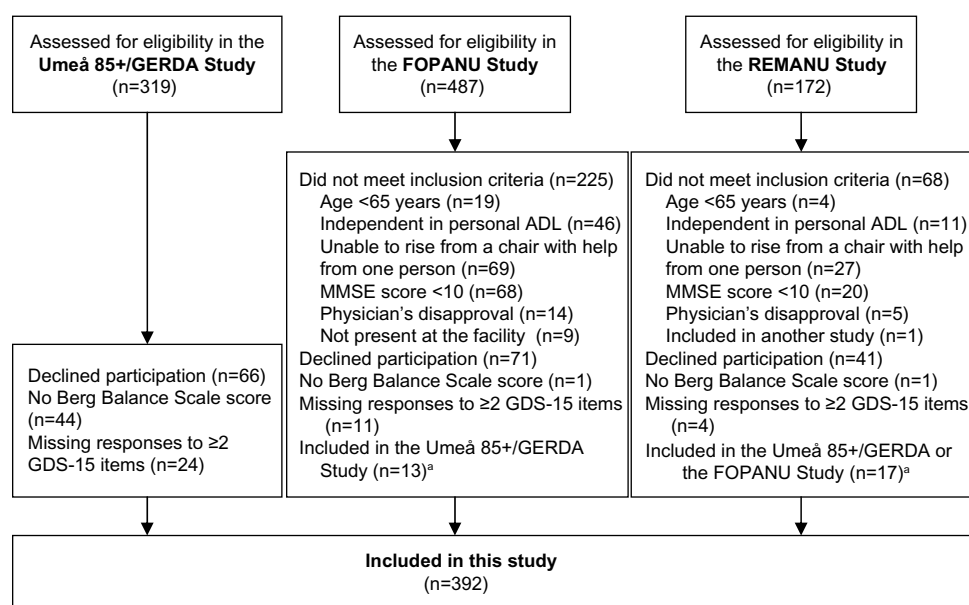 Assessed for eligibility in the
Umeå 85+/GERDA Study
(n=319)
Assessed for eligibility in
the FOPANU Study
(n=487)
Assessed for eligibility in
the REMANU Study
(n=172)
Declined participation (n=66)
No Berg Balance Scale score
(n=44)
Missing responses to ≥2
GDS-15 items (n=24)
Did not meet inclusion criteria (n=225)
Age <65 years (n=19)
Independent in personal ADL (n=46)
Unable to rise from a chair with help
from one person (n=69)
MMSE score <10 (n=68)
Physician’s disapproval (n=14)
Not present at the facility (n=9)
Declined participation (n=71)
No Berg Balance Scale score (n=1)
Missing responses to ≥2 GDS-15 items
(n=11)
Included in the Umeå 85+/GERDA
Study (n=13)ᵃ
Did not meet inclusion criteria (n=68)
Age <65 years (n=4)
Independent in personal ADL (n=11)
Unable to rise from a chair with help
from one person (n=27)
MMSE score <10 (n=20)
Physician’s disapproval (n=5)
Included in another study (n=1)
Declined participation (n=41)
No Berg Balance Scale score (n=1)
Missing responses to ≥2 GDS-15 items
(n=4)
Included in the Umeå 85+/GERDA or
the FOPANU Study (n=17)ᵃ
Included in this study
(n=392)